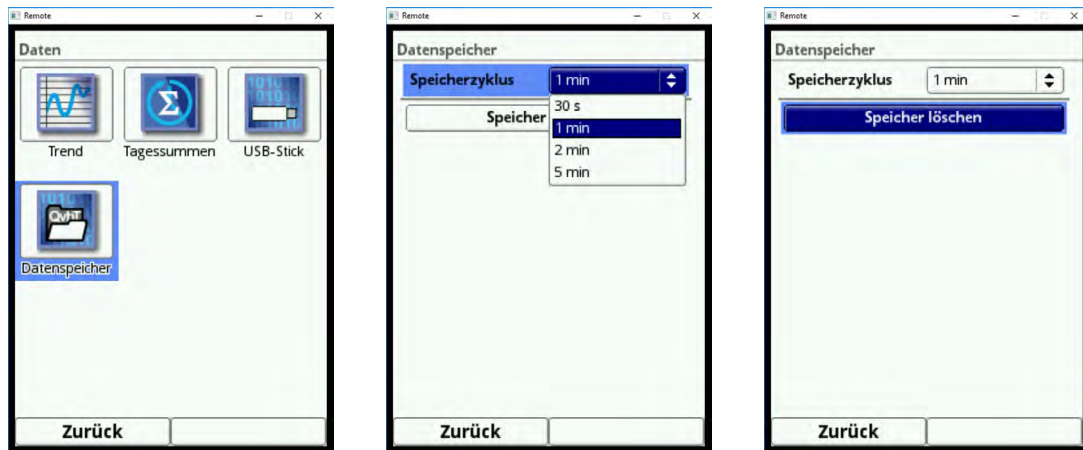 Remote
Daten
Trend
Tagessummen
USB-Stick
QvhT
Datenspeicher
Zurück
Remote
Datenspeicher
Speicherzyklus 1 min
30 s
Speicher
1 min
2 min
5 min
Zurück
Remote
Datenspeicher
Speicherzyklus 1 min
Speicher löschen
Zurück